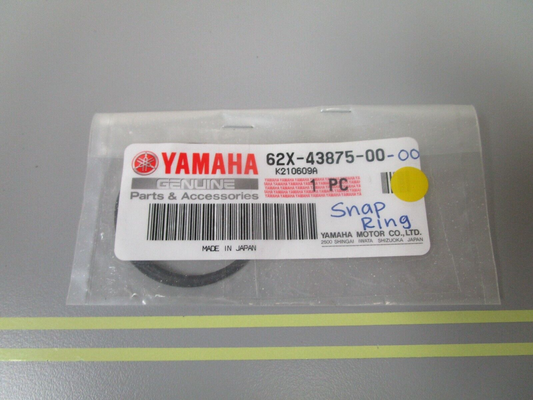 YAMAHA 62X-43875-00-00
K210609A
GENUINE
Parts & Accessories
1 PC
Snap
Ring
MADE IN JAPAN
YAMAHA MOTOR CO., LTD.
2500 SHINGAI IWATA SHIZUOKA JAPAN